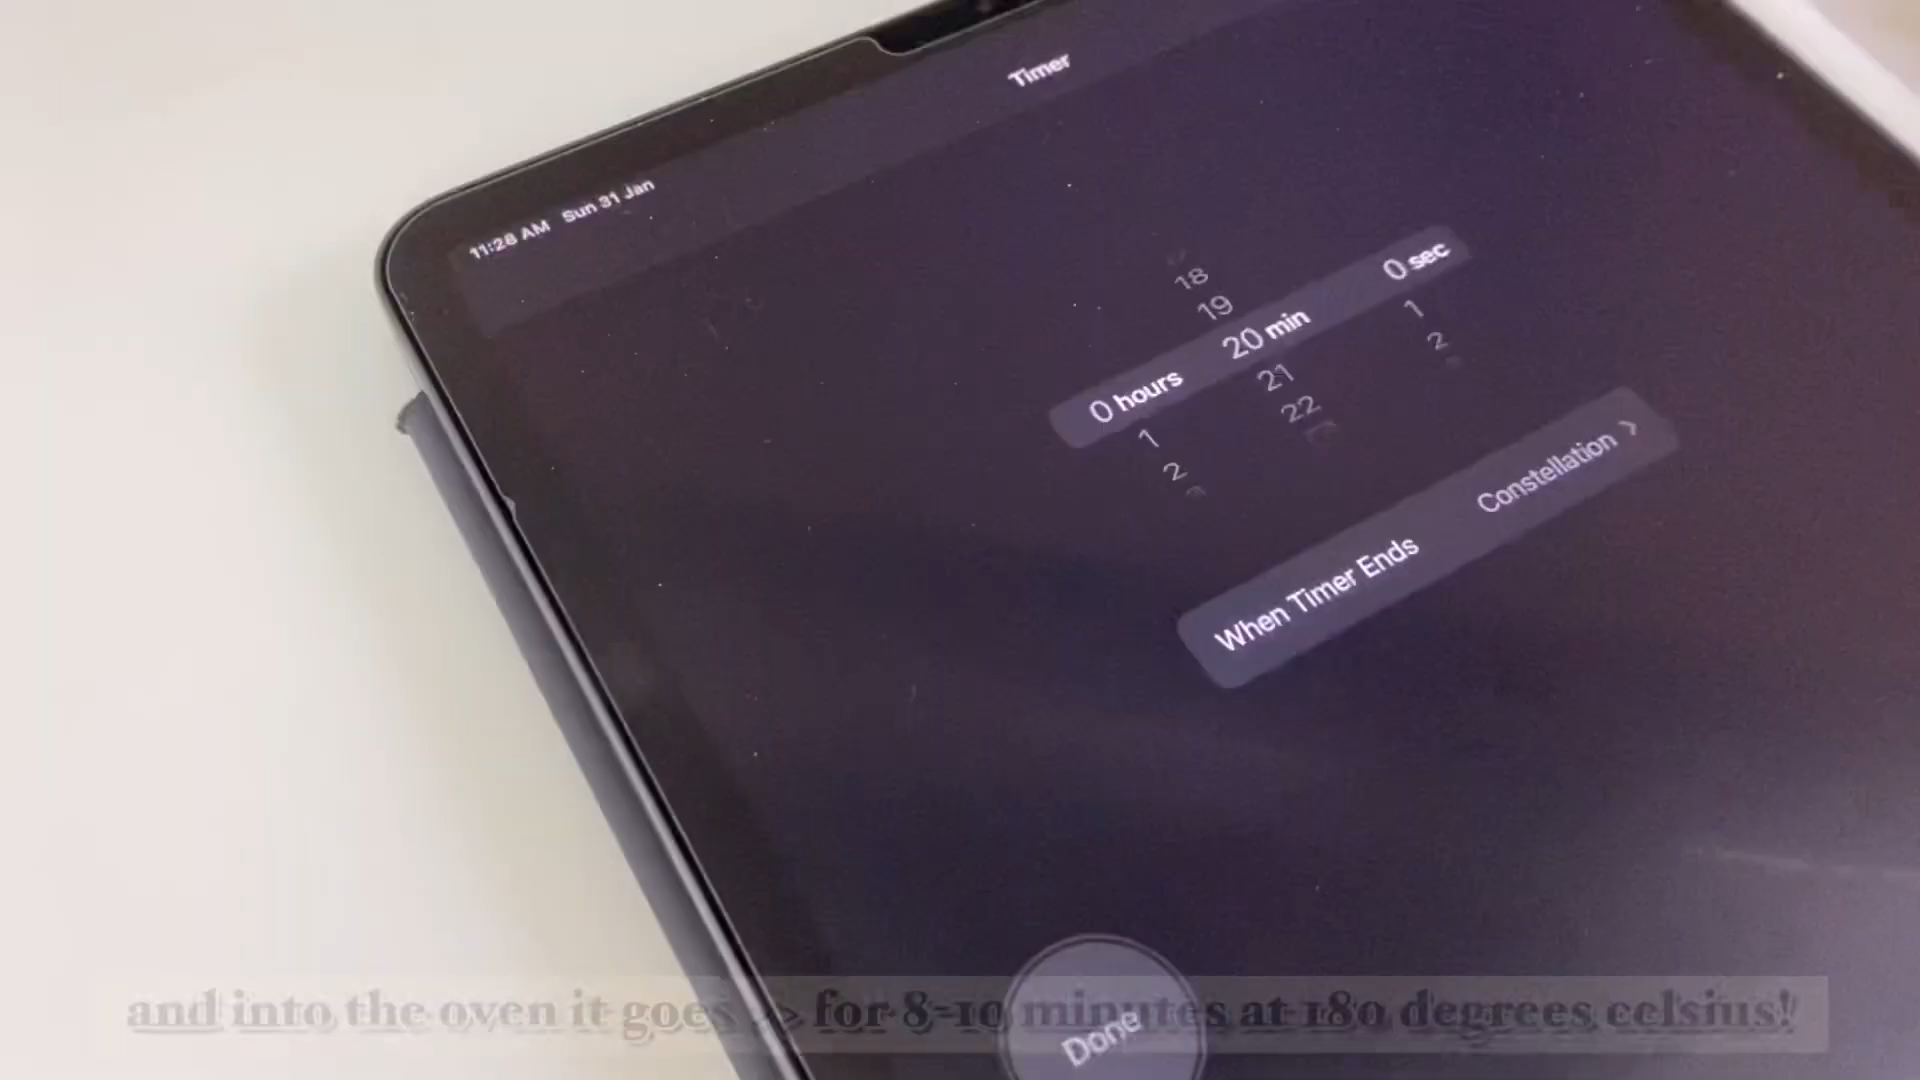 Timer
11:28 AM Sun 31 Jan
18
19
0 hours 20 min 0 sec
1 21 1
2 22 2
When Timer Ends Constellation >
Done
and into the oven it goes >> for 8-10 minutes at 180 degrees celsius!